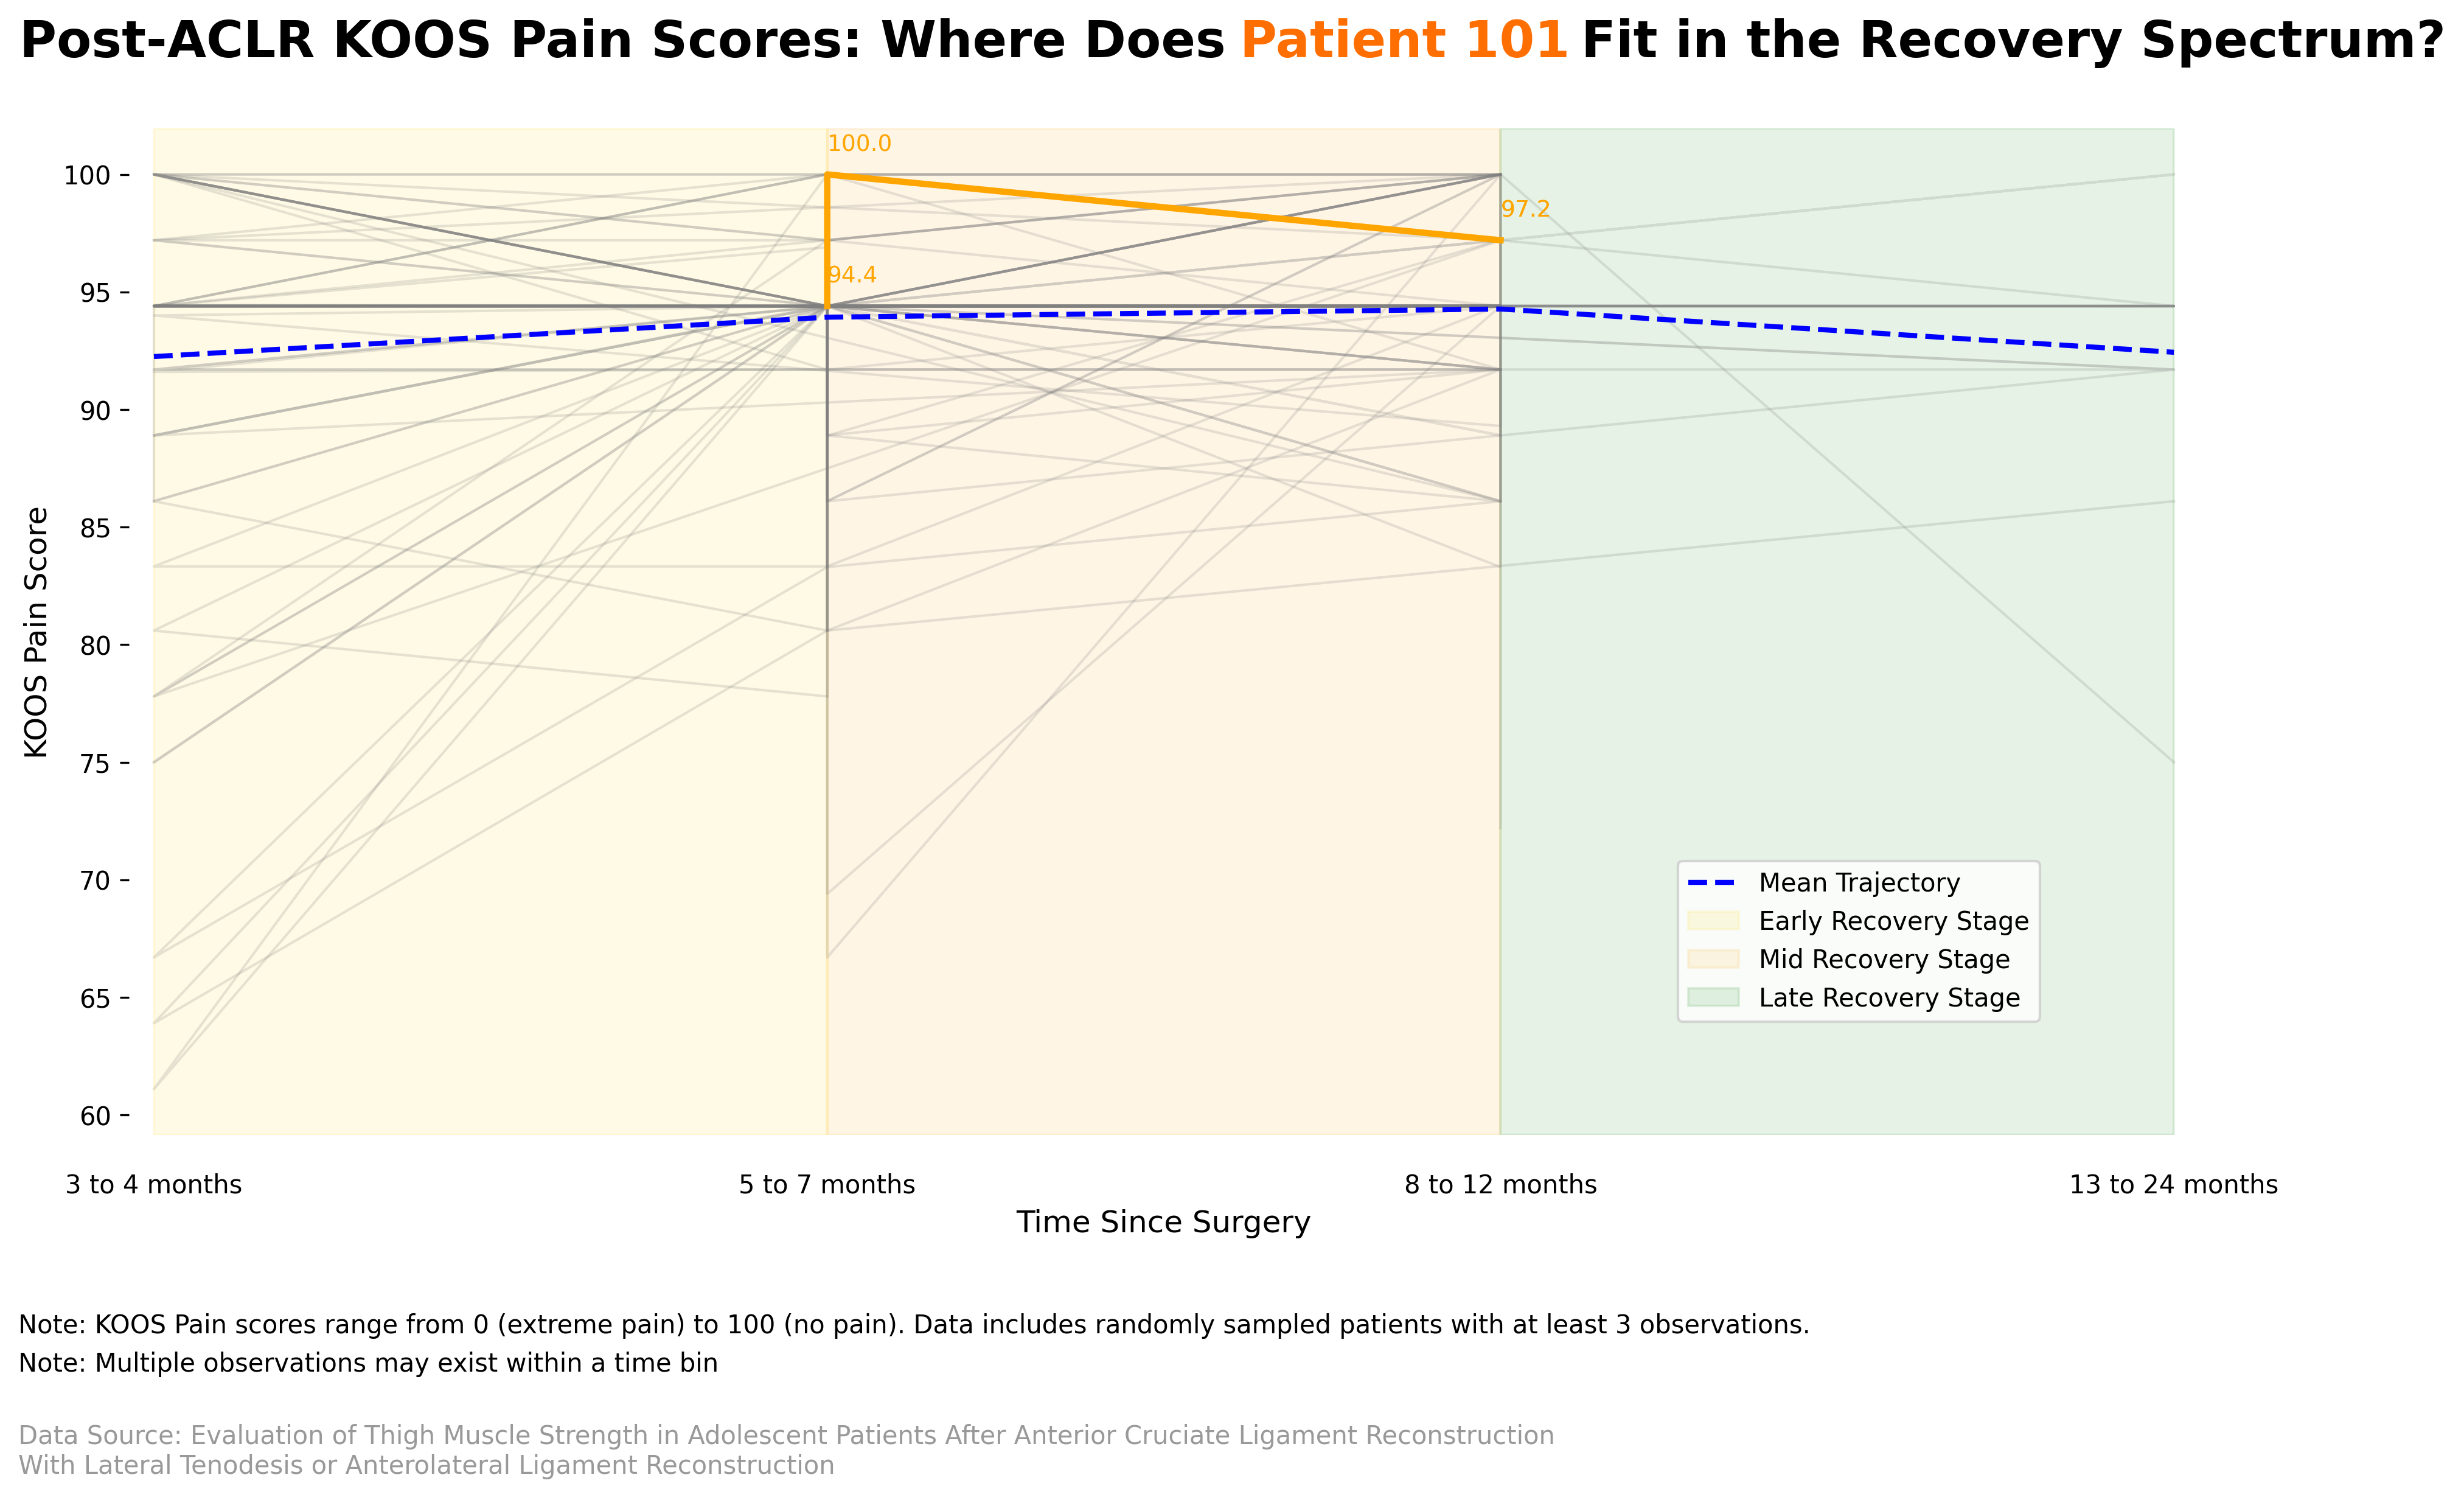 Post-ACLR KOOS Pain Scores: Where Does Patient 101 Fit in the Recovery Spectrum?
100.0
97.2
94.4
100
95
90
85
80
75
70
65
60
KOOS Pain Score
Mean Trajectory
Early Recovery Stage
Mid Recovery Stage
Late Recovery Stage
3 to 4 months
5 to 7 months
8 to 12 months
13 to 24 months
Time Since Surgery
Note: KOOS Pain scores range from 0 (extreme pain) to 100 (no pain). Data includes randomly sampled patients with at least 3 observations.
Note: Multiple observations may exist within a time bin
Data Source: Evaluation of Thigh Muscle Strength in Adolescent Patients After Anterior Cruciate Ligament Reconstruction
With Lateral Tenodesis or Anterolateral Ligament Reconstruction